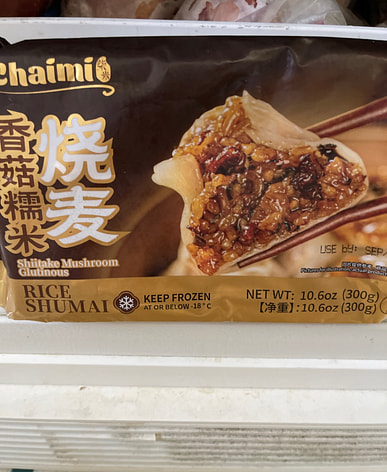 Chaimi
香菇糯米
烧麦
Shiitake Mushroom
Glutinous
RICE
SHUMAI
KEEP FROZEN
AT OR BELOW -18°C
NET WT: 10.6oz (300g)
【净重】:10.6oz (300g)
USE BY: SEP